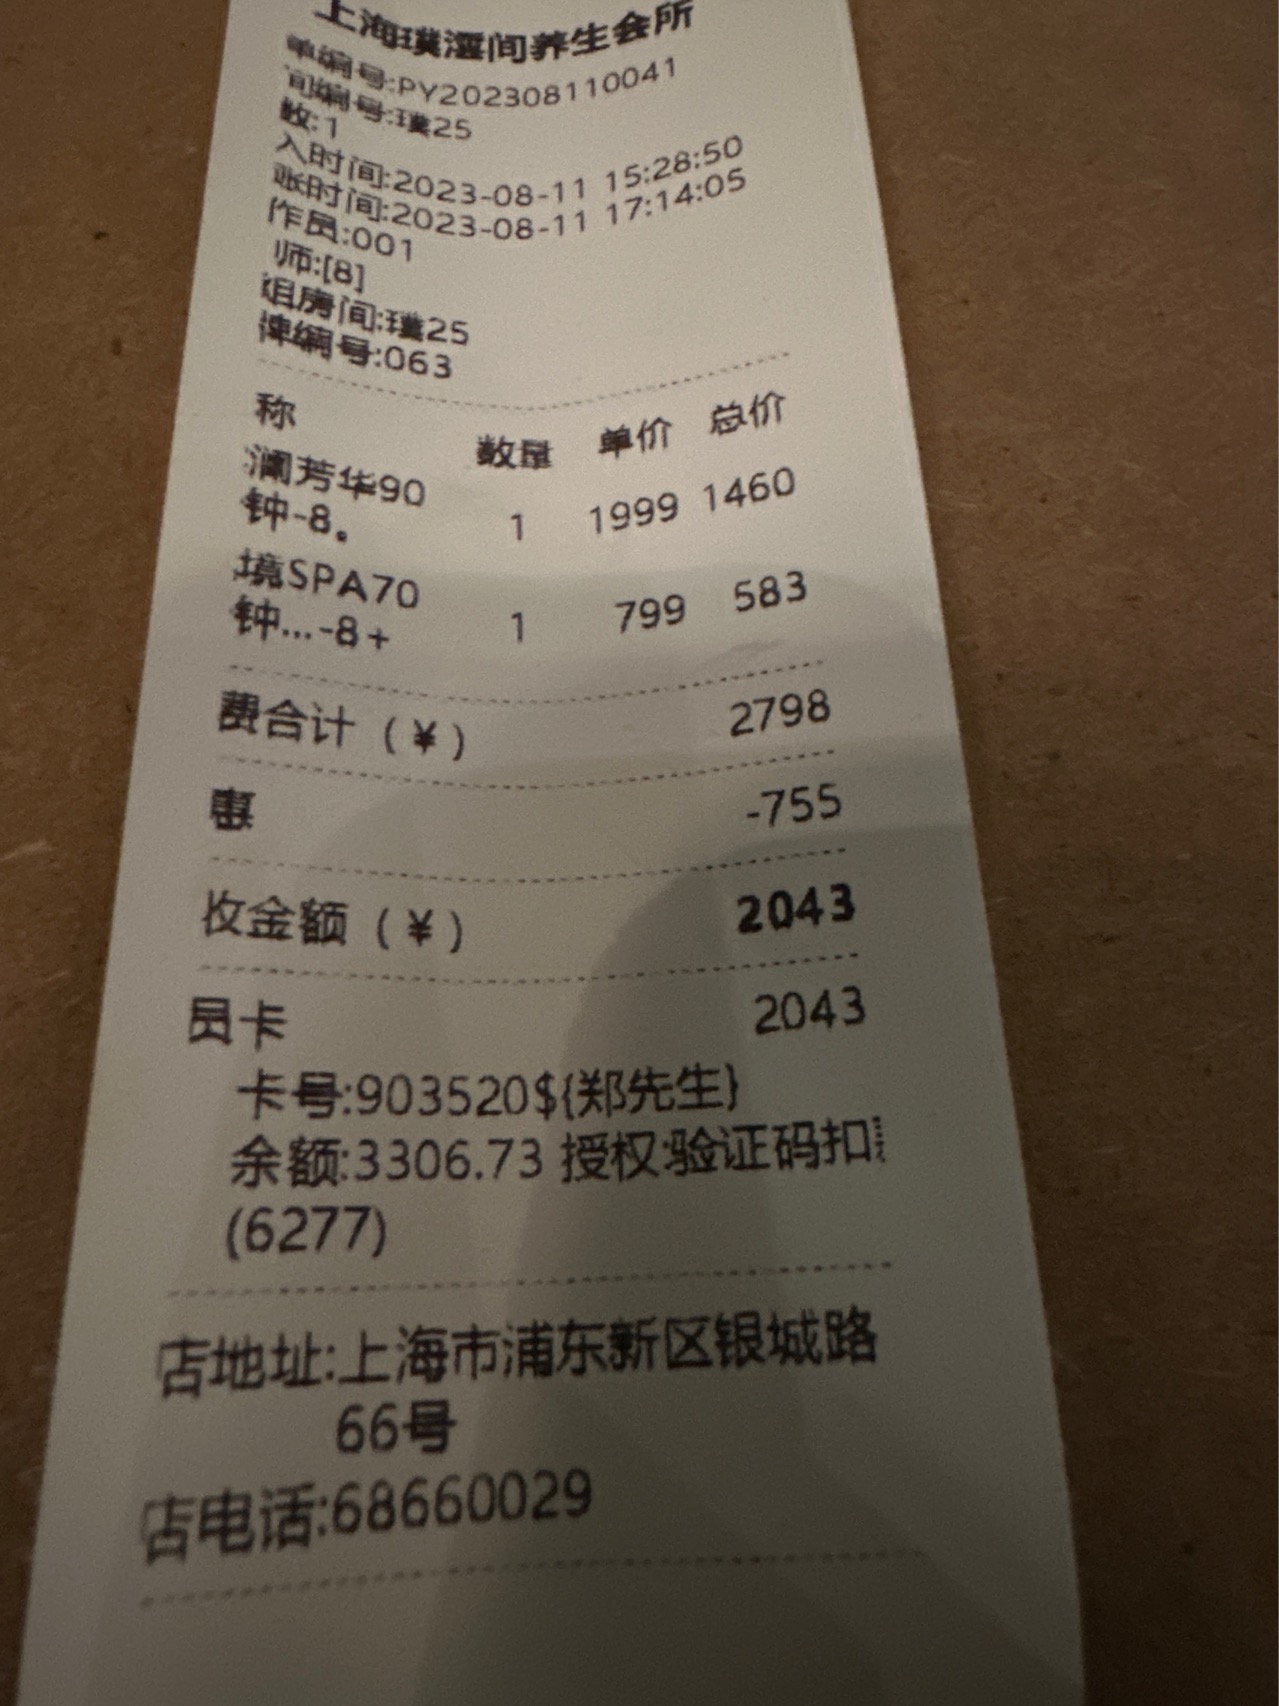 上海璞灃间养生会所
单编号:PY202308110041
间编号:璞25
数:1
入时间:2023-08-11 15:28:50
账时间:2023-08-11 17:14:05
作员:001
师:[8]
房间:璞25
牌编号:063
称 数量 单价 总价
澜芳华90
钟-8。 1 1999 1460
境SPA70
钟...-8+ 1 799 583
费合计（¥） 2798
惠 -755
收金额（¥） 2043
员卡 2043
卡号:903520${郑先生}
余额:3306.73 授权:验证码扣
(6277)
店地址:上海市浦东新区银城路
66号
店电话:68660029